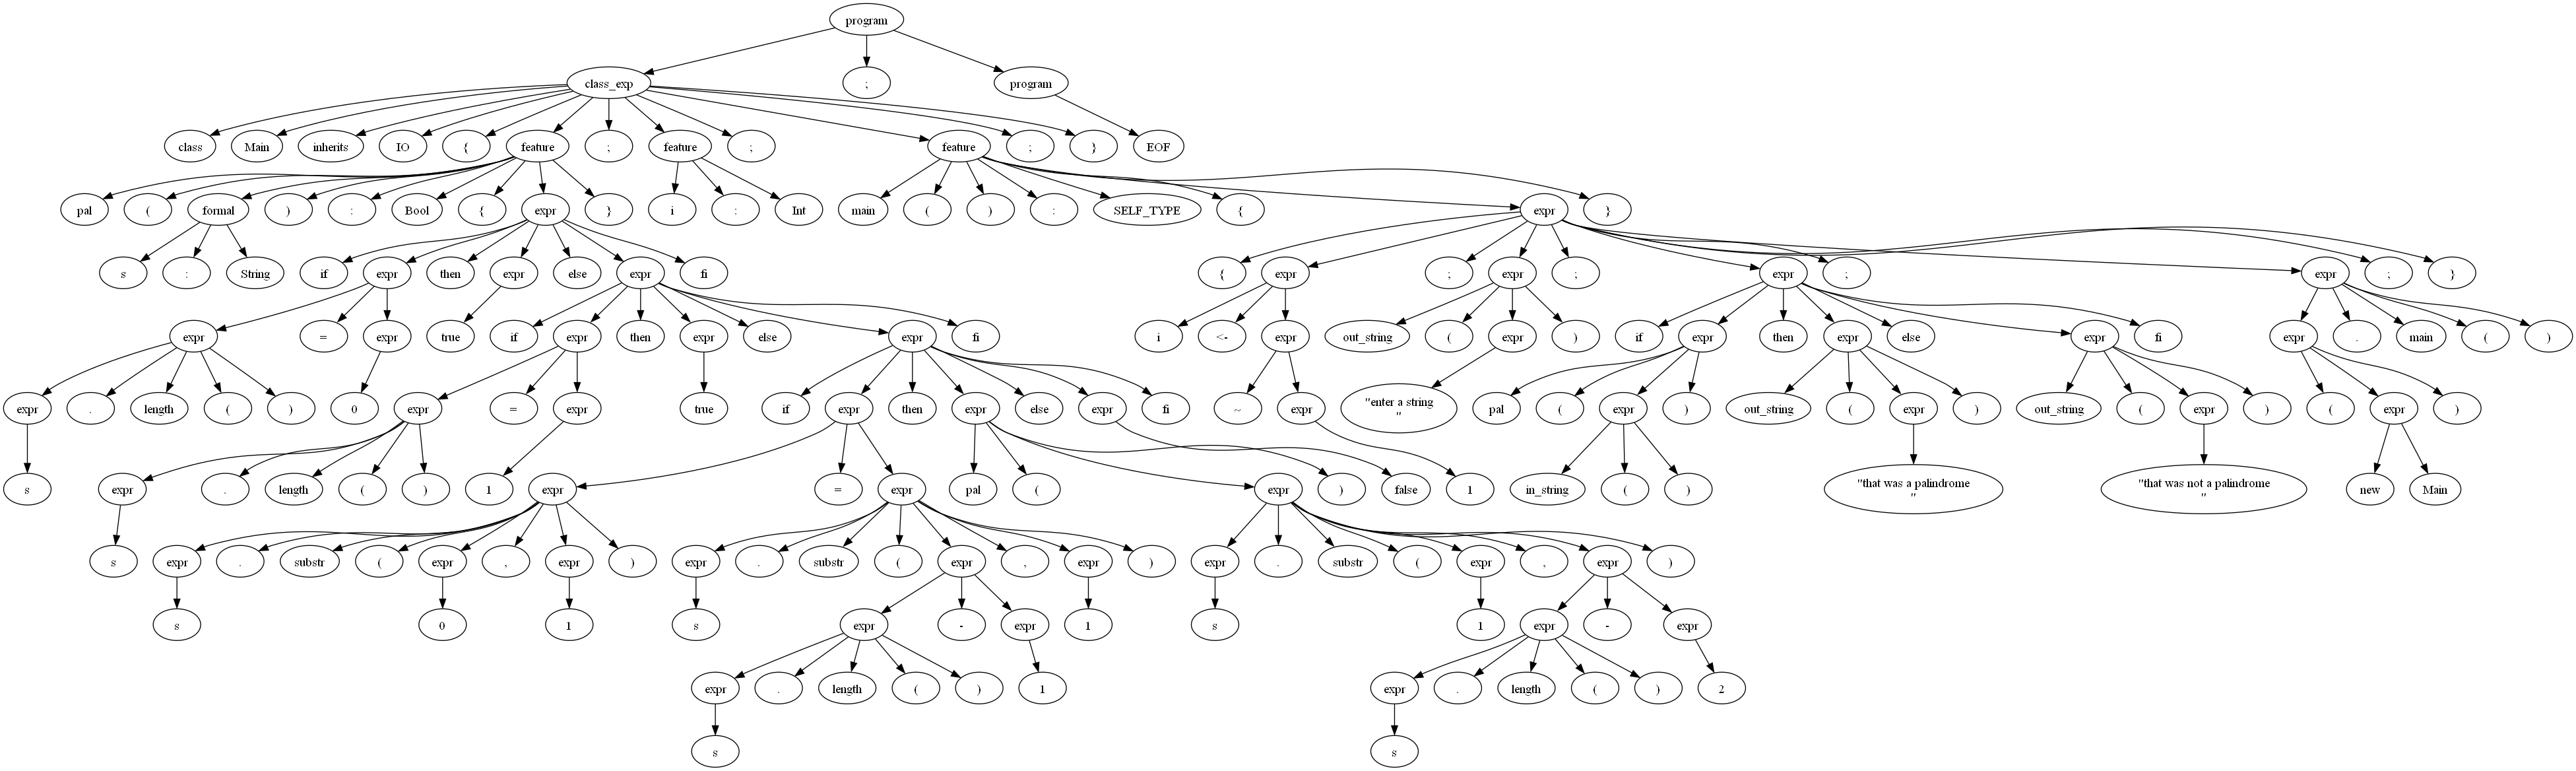 program
class_exp ; program
class Main inherits IO { feature ; feature ; feature ; } EOF
pal ( formal ) : Bool { expr } i : Int main ( ) : SELF_TYPE { expr }
s : String if expr then expr else expr fi { expr ; expr ; expr ; expr ; }
expr = expr true if expr then expr else expr fi i <- expr out_string ( expr ) if expr then expr else expr fi expr . main ( )
expr . length ( ) 0 expr = expr true if expr then expr else expr fi ~ expr "enter a string
" pal ( expr ) out_string ( expr ) out_string ( expr ) ( expr )
s expr . length ( ) 1 expr = expr pal ( expr ) false 1 in_string ( ) "that was a palindrome
" "that was not a palindrome
" new Main
s expr . substr ( expr , expr ) expr . substr ( expr , expr ) expr . substr ( expr , expr )
s 0 1 s expr - expr 1 s 1 expr - expr
expr . length ( ) 1 expr . length ( ) 2
s s